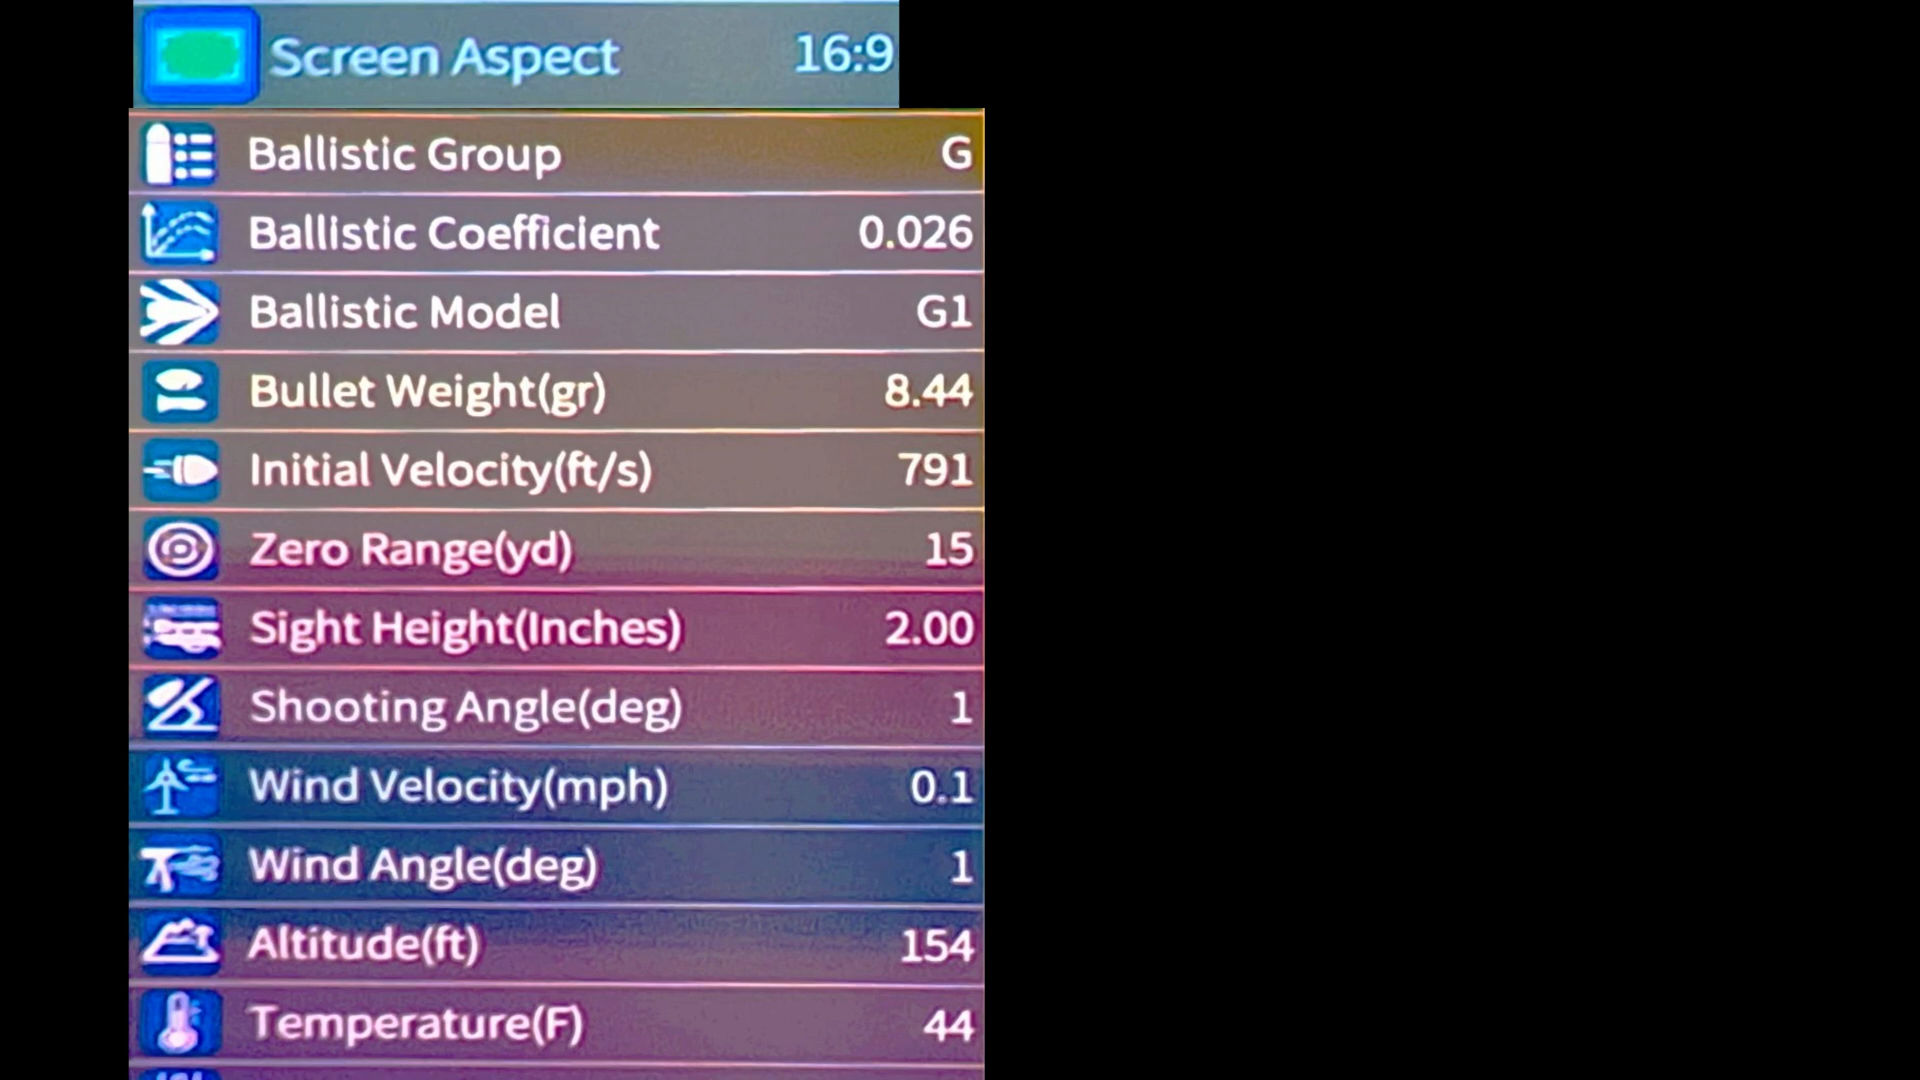 Screen Aspect 16:9
Ballistic Group G
Ballistic Coefficient 0.026
Ballistic Model G1
Bullet Weight(gr) 8.44
Initial Velocity(ft/s) 791
Zero Range(yd) 15
Sight Height(Inches) 2.00
Shooting Angle(deg) 1
Wind Velocity(mph) 0.1
Wind Angle(deg) 1
Altitude(ft) 154
Temperature(F) 44